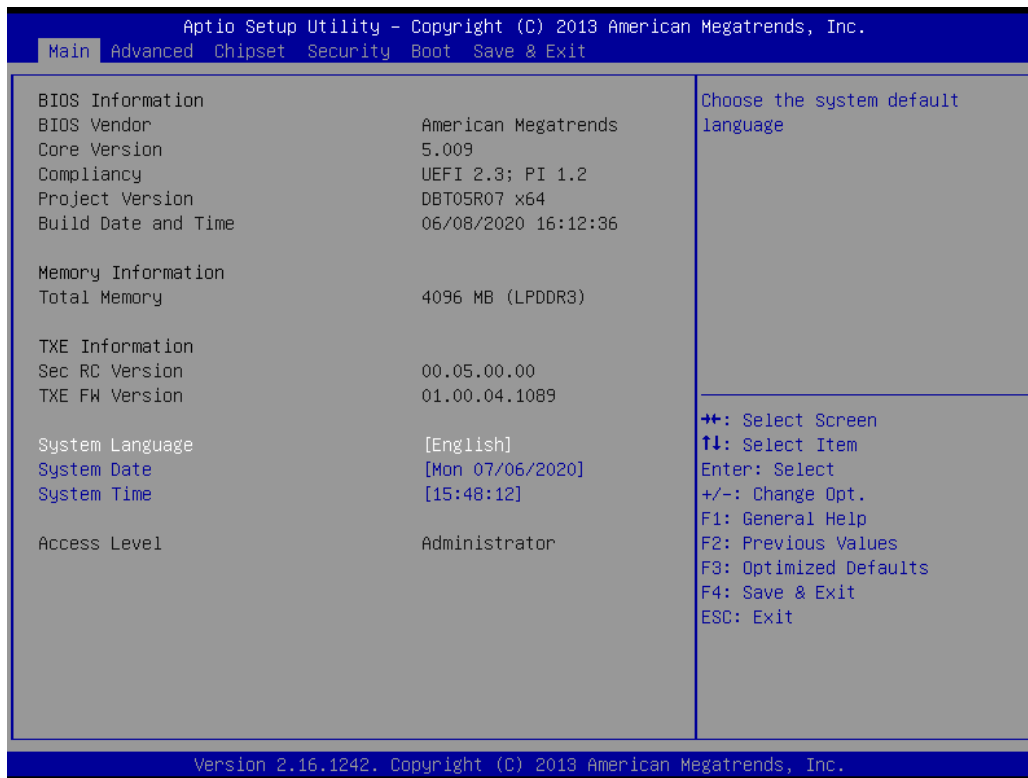 Aptio Setup Utility – Copyright (C) 2013 American Megatrends, Inc.
Main Advanced Chipset Security Boot Save & Exit
BIOS Information
BIOS Vendor American Megatrends
Core Version 5.009
Compliancy UEFI 2.3; PI 1.2
Project Version DBT05R07 x64
Build Date and Time 06/08/2020 16:12:36
Memory Information
Total Memory 4096 MB (LPDDR3)
TXE Information
Sec RC Version 00.05.00.00
TXE FW Version 01.00.04.1089
System Language [English]
System Date [Mon 07/06/2020]
System Time [15:48:12]
Access Level Administrator
Choose the system default
language
→←: Select Screen
↑↓: Select Item
Enter: Select
+/-: Change Opt.
F1: General Help
F2: Previous Values
F3: Optimized Defaults
F4: Save & Exit
ESC: Exit
Version 2.16.1242. Copyright (C) 2013 American Megatrends, Inc.